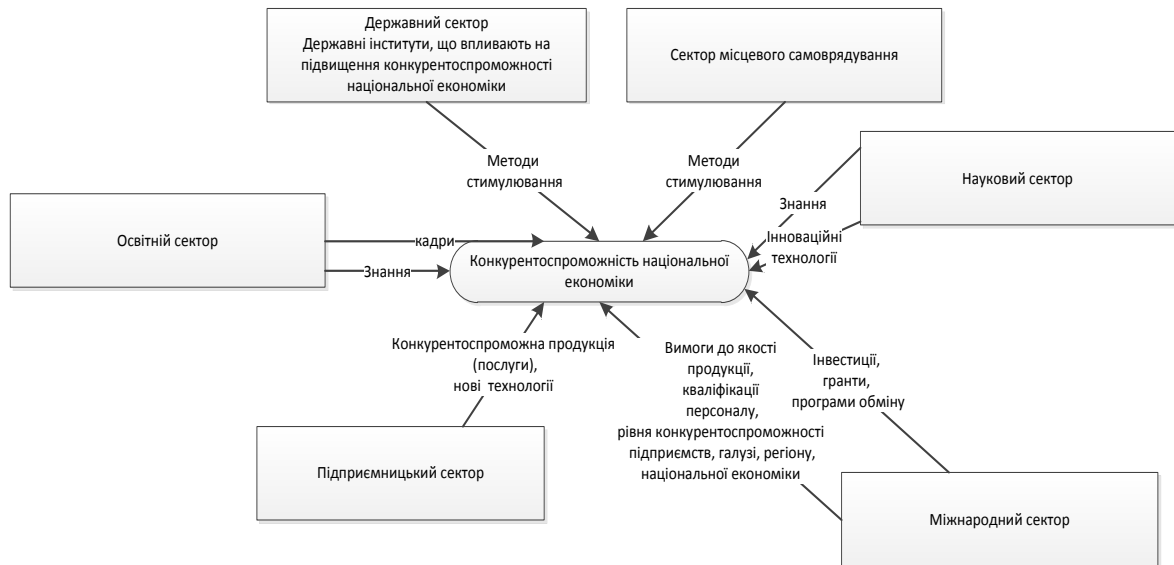 Державний сектор
Державні інститути, що впливають на
підвищення конкурентоспроможності
національної економіки
Сектор місцевого самоврядування
Методи
стимулювання
Методи
стимулювання
Науковий сектор
Знання
Інноваційні
технології
Освітній сектор
кадри
Знання
Конкурентоспроможність національної
економіки
Конкурентоспроможна продукція
(послуги),
нові технології
Вимоги до якості
продукції,
кваліфікації
персоналу,
рівня конкурентоспроможності
підприємств, галузі, регіону,
національної економіки
Інвестиції,
гранти,
програми обміну
Підприємницький сектор
Міжнародний сектор